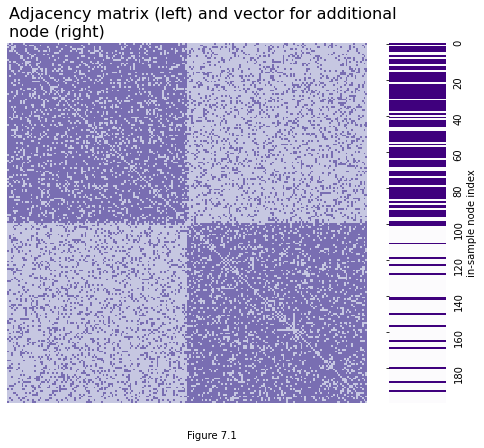 Adjacency matrix (left) and vector for additional
node (right)
0
20
40
60
80
100
120
140
160
180
in-sample node index
Figure 7.1